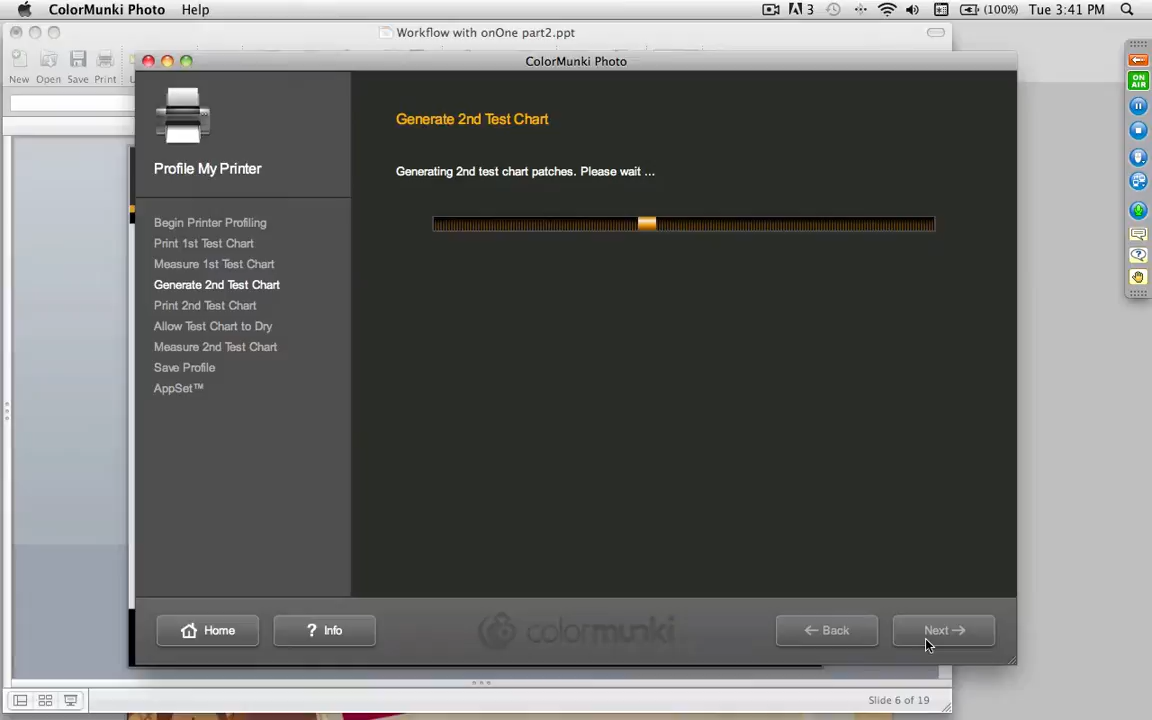 ColorMunki Photo Help
3 (100%) Tue 3:41 PM
Workflow with onOne part2.ppt
New Open Save Print
ColorMunki Photo
ON AIR
Profile My Printer
Begin Printer Profiling
Print 1st Test Chart
Measure 1st Test Chart
Generate 2nd Test Chart
Print 2nd Test Chart
Allow Test Chart to Dry
Measure 2nd Test Chart
Save Profile
AppSet™
Generate 2nd Test Chart
Generating 2nd test chart patches. Please wait ...
Home ? Info colormunki ← Back Next →
Slide 6 of 19